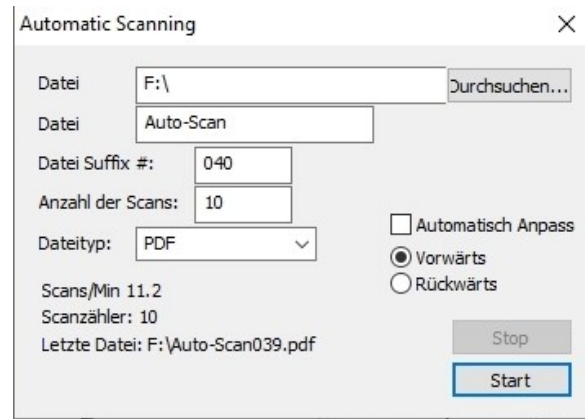 Automatic Scanning
Datei F:\ Durchsuchen...
Datei Auto-Scan
Datei Suffix #: 040
Anzahl der Scans: 10
Automatisch Anpass
Dateityp: PDF
Vorwärts
Rückwärts
Scans/Min 11.2
Scanzähler: 10
Letzte Datei: F:\Auto-Scan039.pdf
Stop
Start